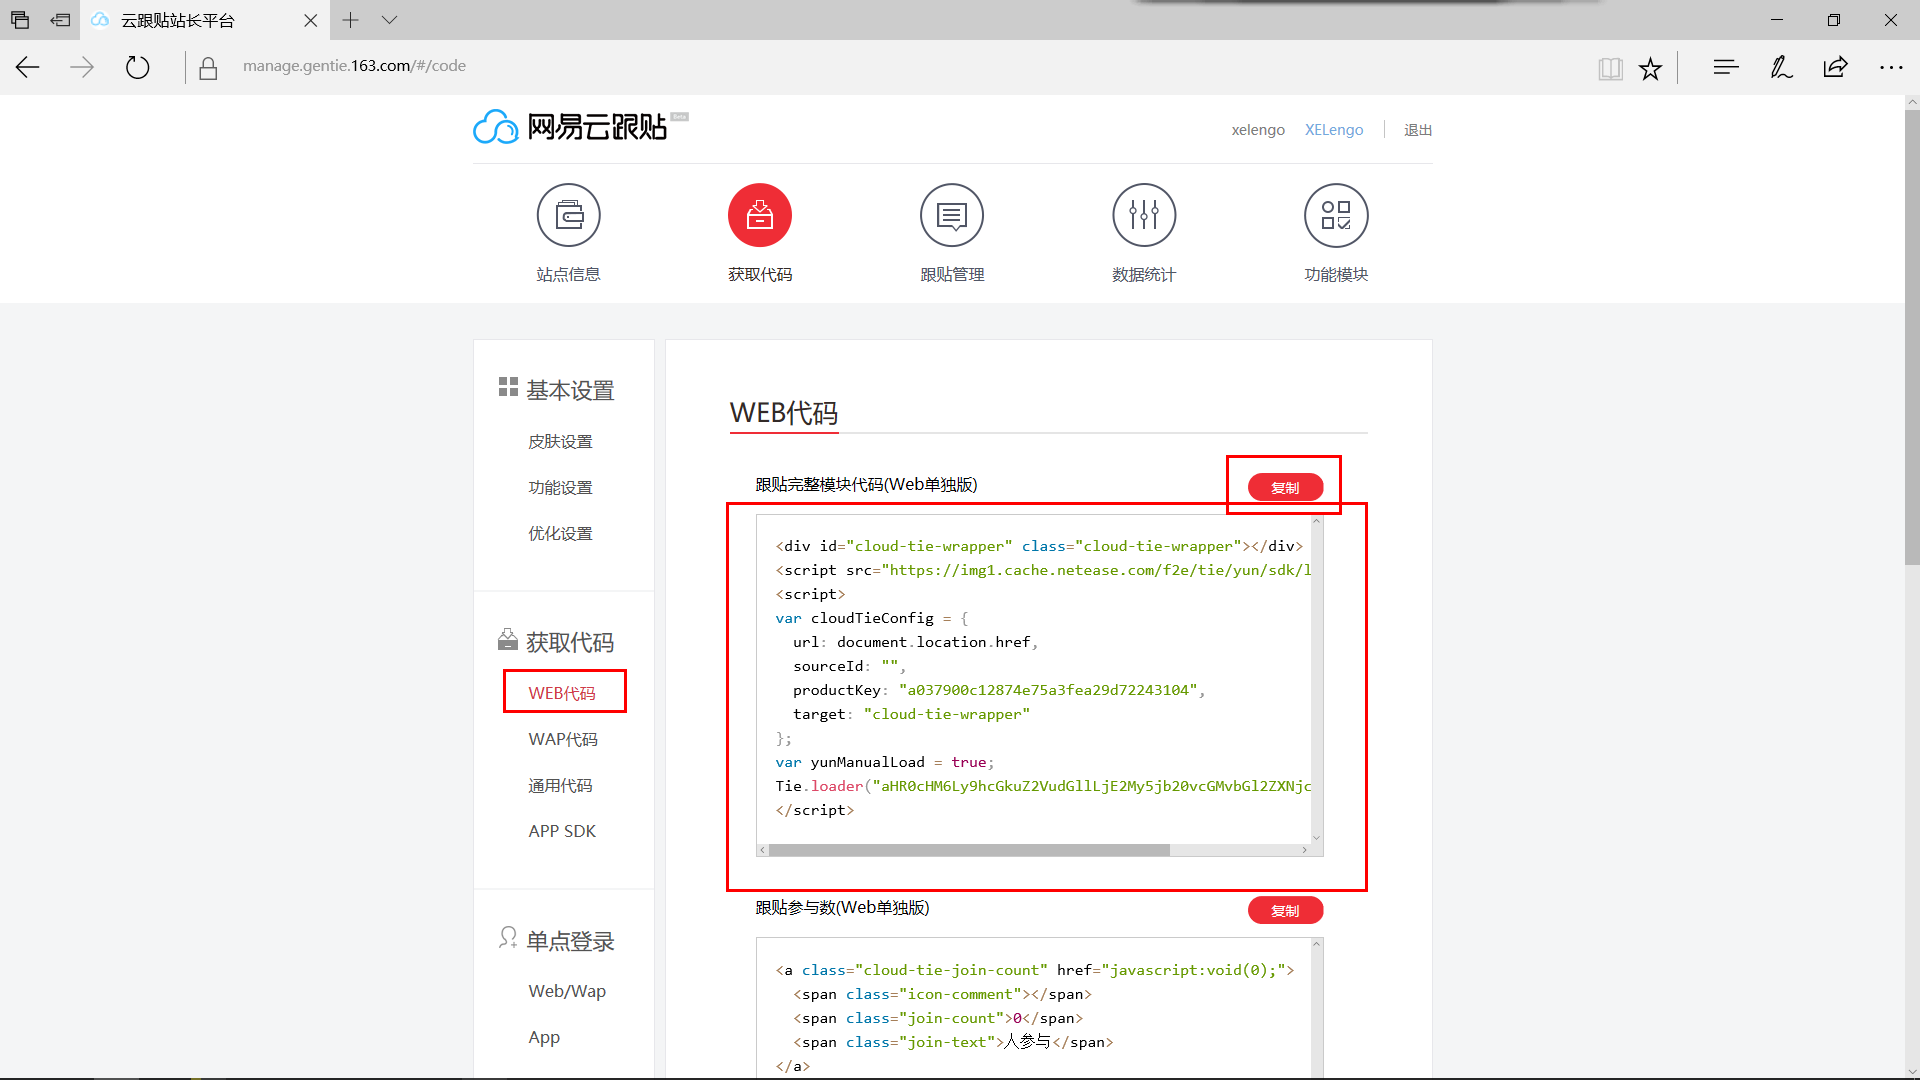 云跟贴站长平台
manage.gentie.163.com/#/code
网易云跟贴 Beta
xelengo XELengo 退出
站点信息 获取代码 跟贴管理 数据统计 功能模块
基本设置
皮肤设置
功能设置
优化设置
获取代码
WEB代码
WAP代码
通用代码
APP SDK
单点登录
Web/Wap
App
WEB代码
跟贴完整模块代码(Web单独版) 复制
<div id="cloud-tie-wrapper" class="cloud-tie-wrapper"></div>
<script src="https://img1.cache.netease.com/f2e/tie/yun/sdk/l
<script>
var cloudTieConfig = {
  url: document.location.href,
  sourceId: "",
  productKey: "a037900c12874e75a3fea29d72243104",
  target: "cloud-tie-wrapper"
};
var yunManualLoad = true;
Tie.loader("aHR0cHM6Ly9hcGkuZ2VudGllLjE2My5jb20vcGMvbGl2ZXNjc
</script>
跟贴参与数(Web单独版) 复制
<a class="cloud-tie-join-count" href="javascript:void(0);">
  <span class="icon-comment"></span>
  <span class="join-count">0</span>
  <span class="join-text">人参与</span>
</a>